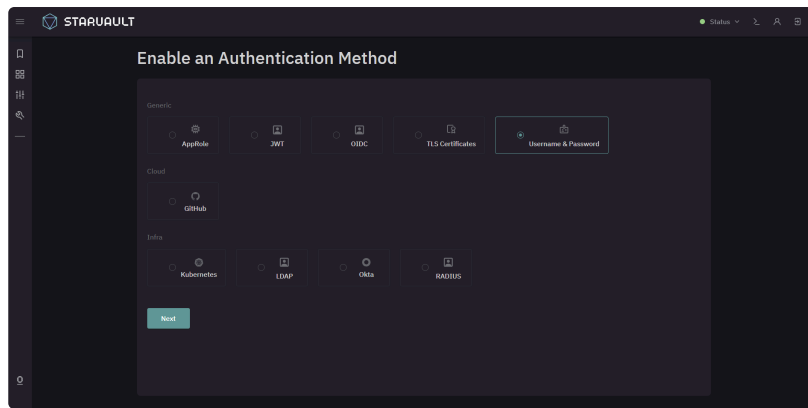 STARVAULT
Status
Enable an Authentication Method
Generic
AppRole
JWT
OIDC
TLS Certificates
Username & Password
Cloud
GitHub
Infra
Kubernetes
LDAP
Okta
RADIUS
Next